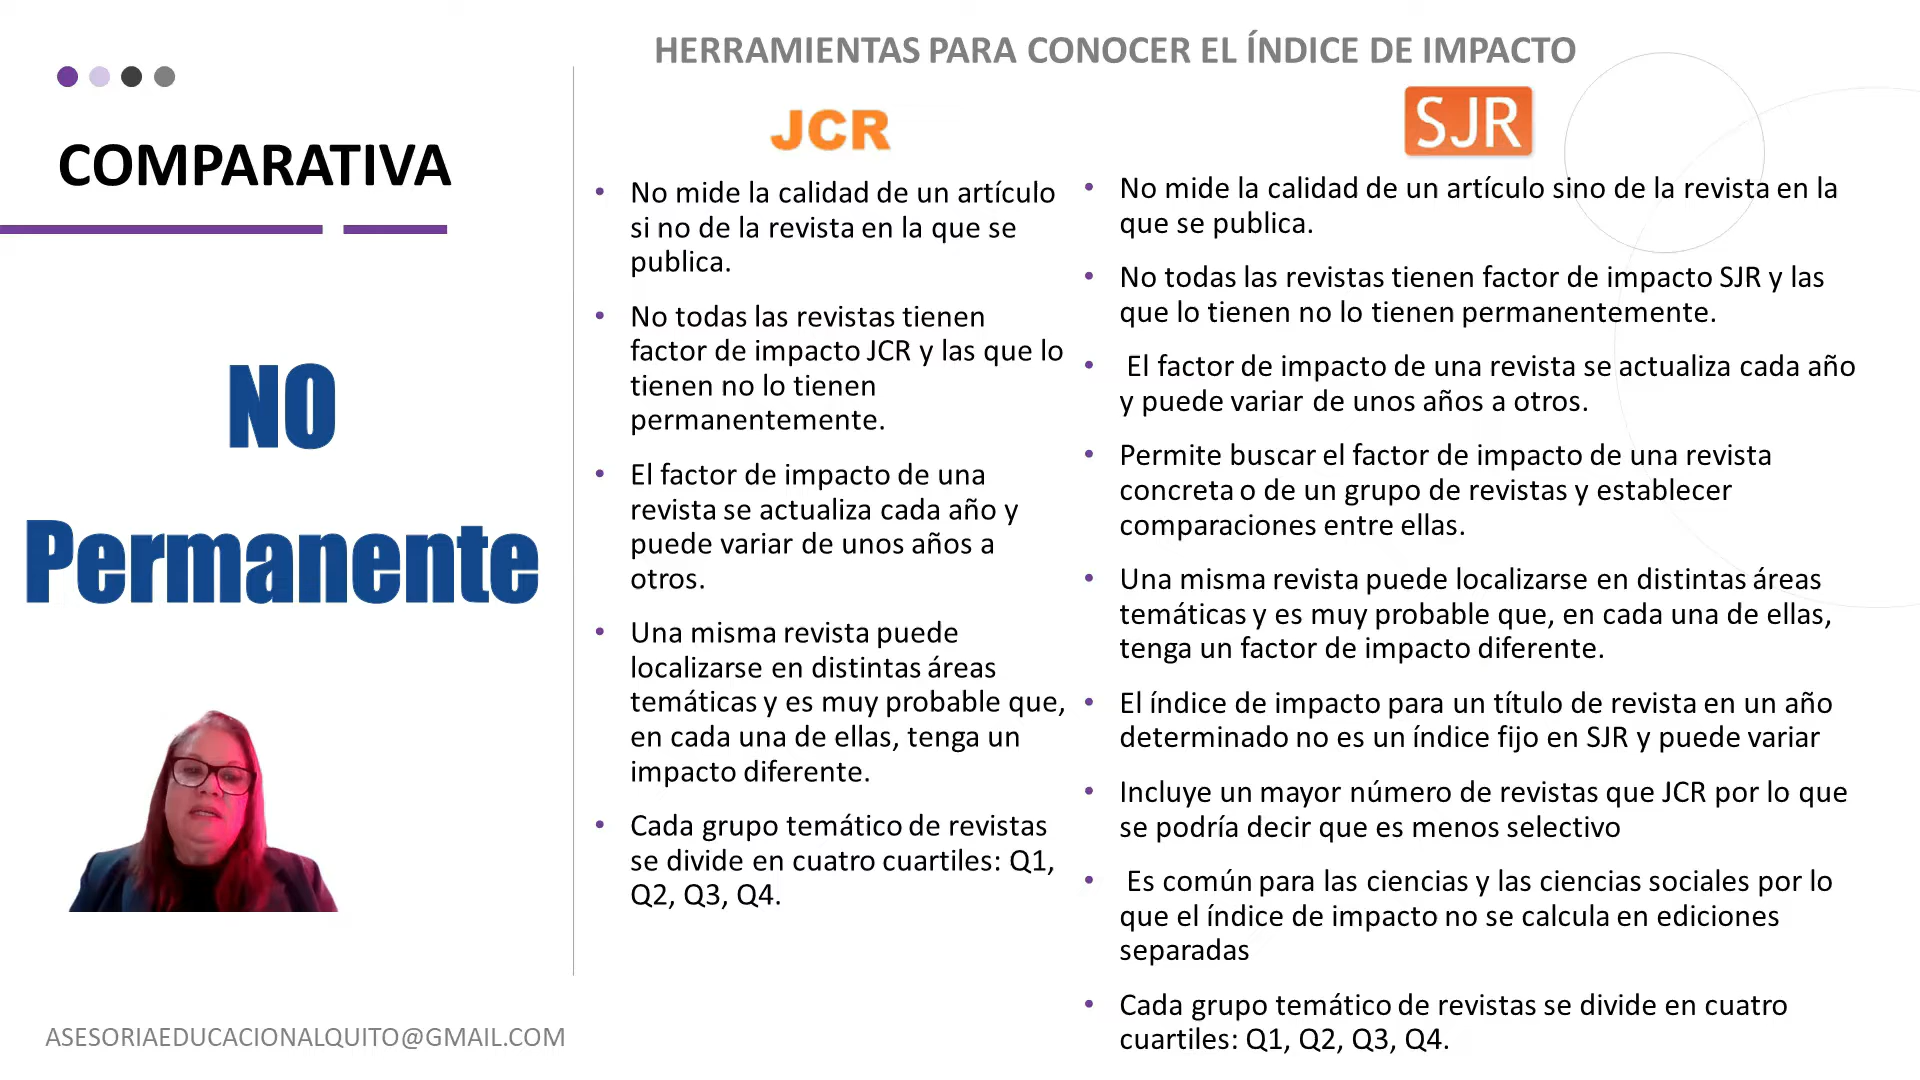 HERRAMIENTAS PARA CONOCER EL ÍNDICE DE IMPACTO
COMPARATIVA
NO
Permanente
ASESORIAEDUCACIONALQUITO@GMAIL.COM
JCR
• No mide la calidad de un artículo
si no de la revista en la que se
publica.
• No todas las revistas tienen
factor de impacto JCR y las que lo
tienen no lo tienen
permanentemente.
• El factor de impacto de una
revista se actualiza cada año y
puede variar de unos años a
otros.
• Una misma revista puede
localizarse en distintas áreas
temáticas y es muy probable que,
en cada una de ellas, tenga un
impacto diferente.
• Cada grupo temático de revistas
se divide en cuatro cuartiles: Q1,
Q2, Q3, Q4.
SJR
• No mide la calidad de un artículo sino de la revista en la
que se publica.
• No todas las revistas tienen factor de impacto SJR y las
que lo tienen no lo tienen permanentemente.
• El factor de impacto de una revista se actualiza cada año
y puede variar de unos años a otros.
• Permite buscar el factor de impacto de una revista
concreta o de un grupo de revistas y establecer
comparaciones entre ellas.
• Una misma revista puede localizarse en distintas áreas
temáticas y es muy probable que, en cada una de ellas,
tenga un factor de impacto diferente.
• El índice de impacto para un título de revista en un año
determinado no es un índice fijo en SJR y puede variar
• Incluye un mayor número de revistas que JCR por lo que
se podría decir que es menos selectivo
• Es común para las ciencias y las ciencias sociales por lo
que el índice de impacto no se calcula en ediciones
separadas
• Cada grupo temático de revistas se divide en cuatro
cuartiles: Q1, Q2, Q3, Q4.